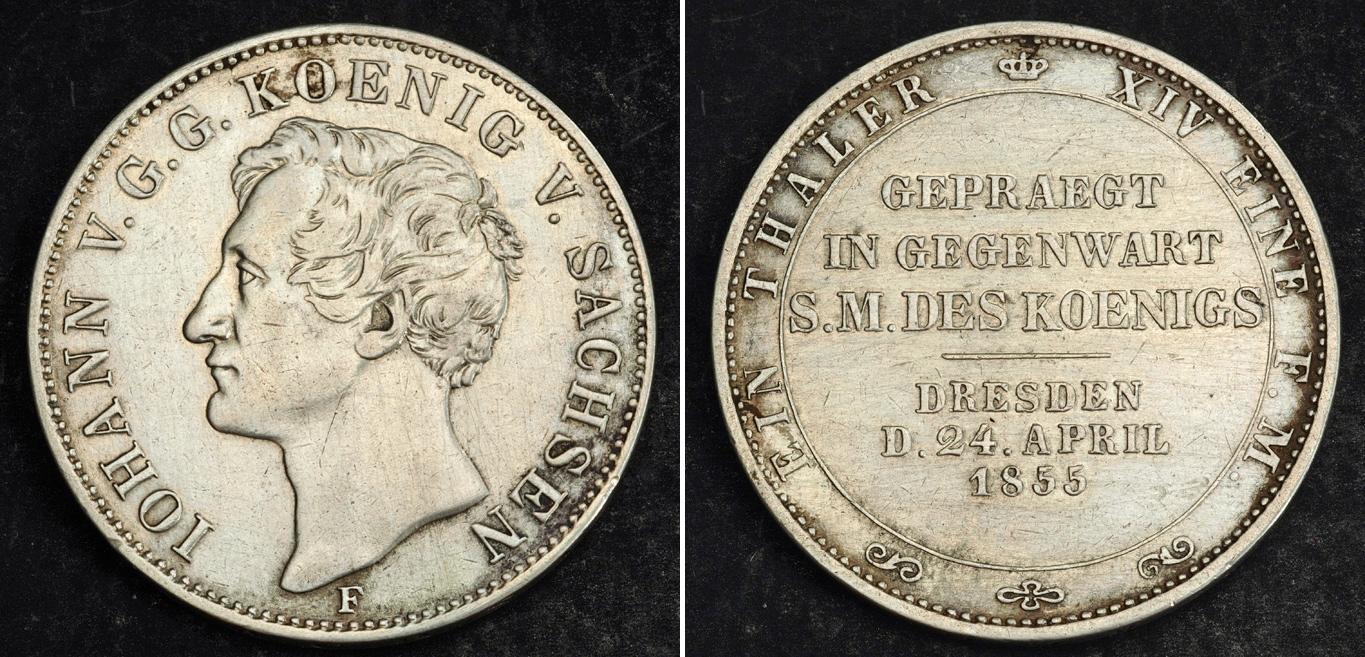 IOHANN V. G. G. KOENIG V. SACHSEN
F
EIN THALER XIV EINE F. M.
GEPRAEGT
IN GEGENWART
S. M. DES KOENIGS
DRESDEN
D. 24. APRIL
1855